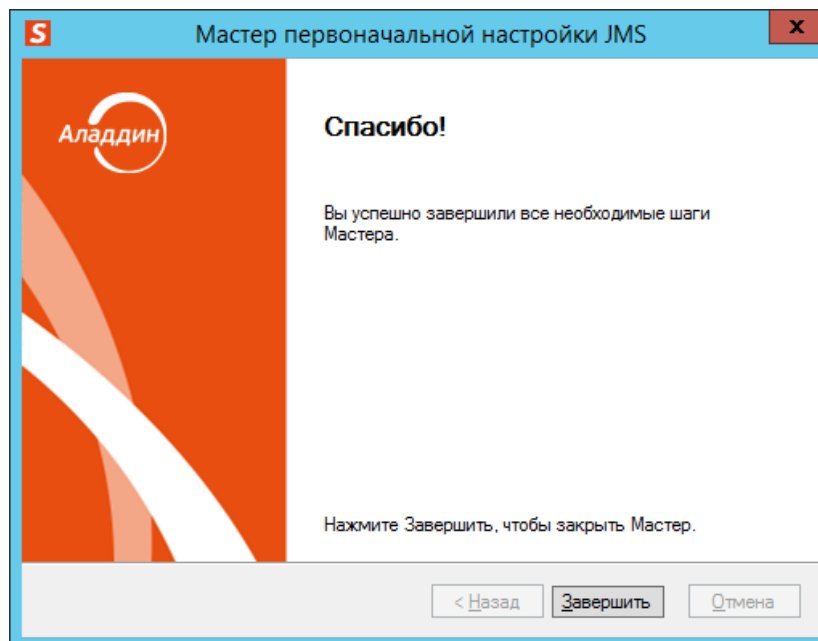 S Мастер первоначальной настройки JMS x
Аладдин
Спасибо!
Вы успешно завершили все необходимые шаги
Мастера.
Нажмите Завершить, чтобы закрыть Мастер.
< Назад Завершить Отмена